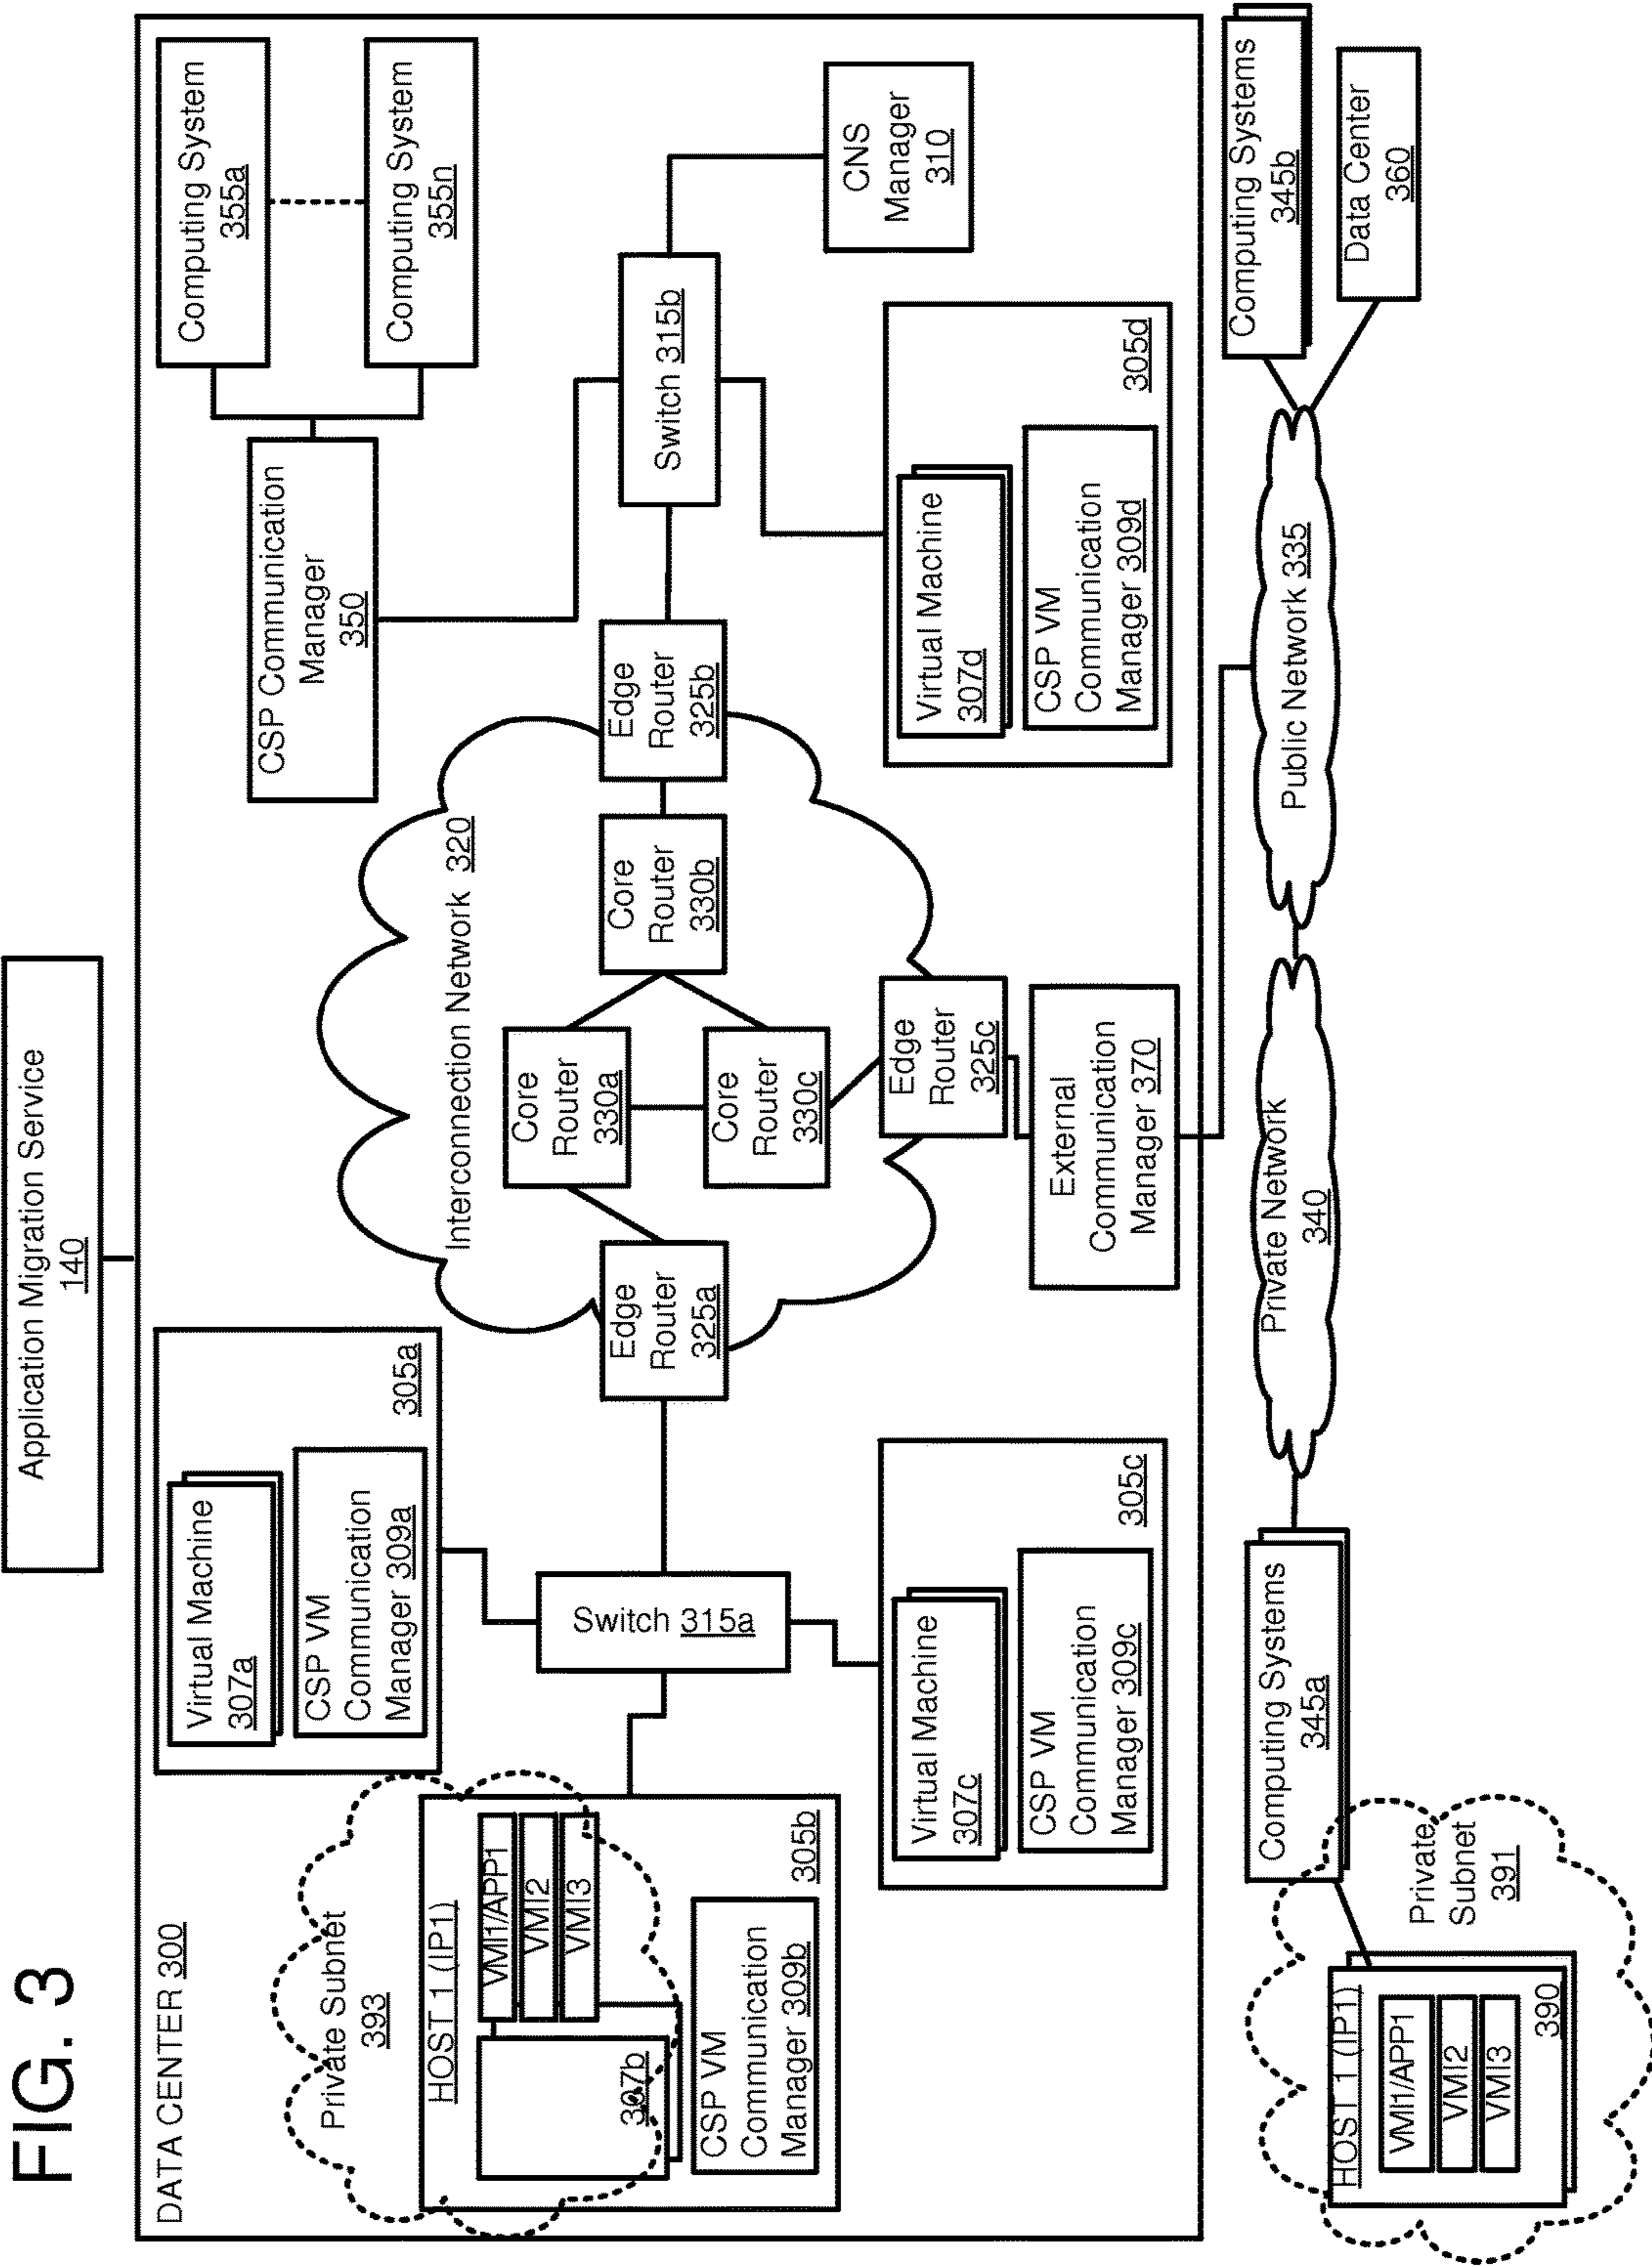 FIG. 3
Application Migration Service
140
DATA CENTER 300
Private Subnet
393
HOST 1 (IP1)
VMI1/APP1
VMI2
VMI3
307b
CSP VM
Communication
Manager 309b
305b
Virtual Machine
307a
CSP VM
Communication
Manager 309a
305a
Switch 315a
Virtual Machine
307c
CSP VM
Communication
Manager 309c
305c
Interconnection Network 320
Edge
Router
325a
Core
Router
330a
Core
Router
330c
Core
Router
330b
Edge
Router
325b
Edge
Router
325c
External
Communication
Manager 370
CSP Communication
Manager
350
Computing System
355a
Computing System
355n
Switch 315b
CNS
Manager
310
Virtual Machine
307d
CSP VM
Communication
Manager 309d
305d
HOST 1 (IP1)
VMI1/APP1
VMI2
VMI3
390
Private
Subnet
391
Computing Systems
345a
Private Network
340
Public Network 335
Computing Systems
345b
Data Center
360